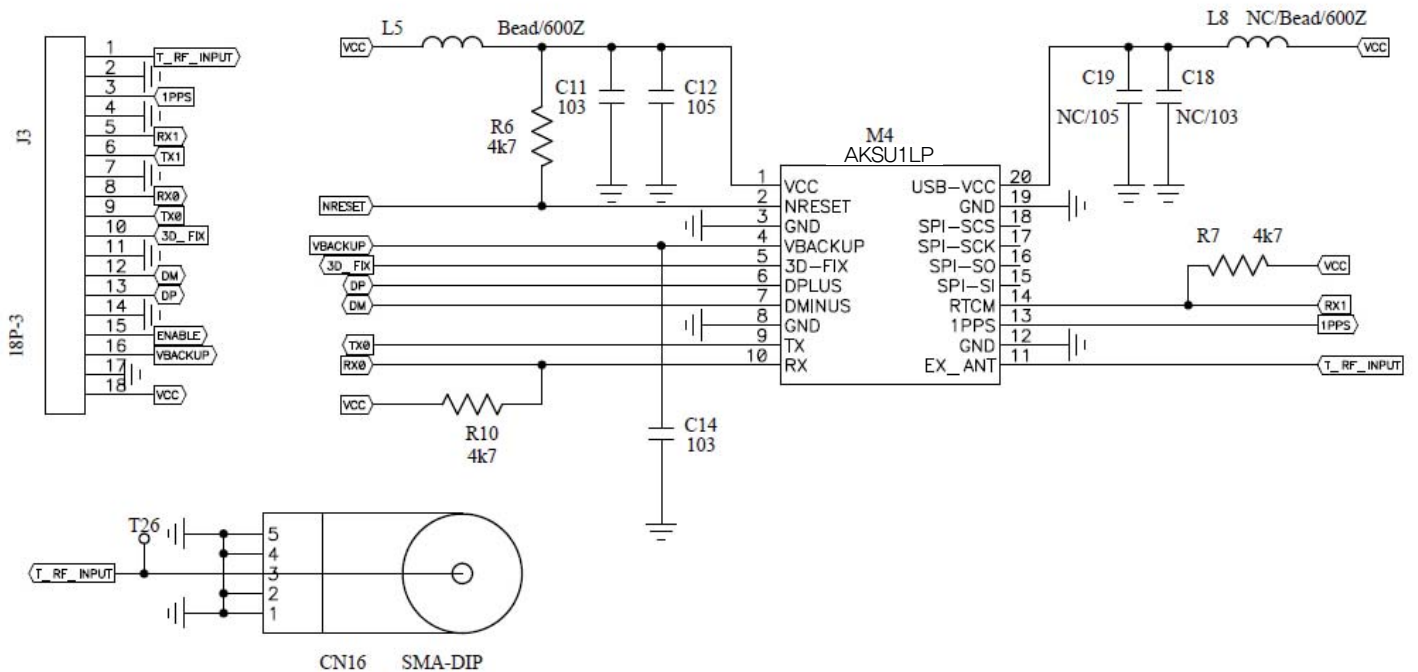 L5 Bead/600Z
VCC
L8 NC/Bead/600Z
VCC
J3
18P-3
1 T_RF_INPUT
2
3 1PPS
4
5 RX1
6 TX1
7
8 RX0
9 TX0
10 3D_FIX
11
12 DM
13 DP
14
15 ENABLE
16 VBACKUP
17
18 VCC
R6
4k7
C11
103
C12
105
C19
NC/105
C18
NC/103
M4
AKSU1LP
NRESET
VBACKUP
3D_FIX
DP
DM
TX0
RX0
VCC
1 VCC
2 NRESET
3 GND
4 VBACKUP
5 3D-FIX
6 DPLUS
7 DMINUS
8 GND
9 TX
10 RX
USB-VCC 20
GND 19
SPI-SCS 18
SPI-SCK 17
SPI-SO 16
SPI-SI 15
RTCM 14
1PPS 13
GND 12
EX_ANT 11
R7 4k7
VCC
RX1
1PPS
T_RF_INPUT
R10
4k7
C14
103
T26
T_RF_INPUT
5
4
3
2
1
CN16 SMA-DIP